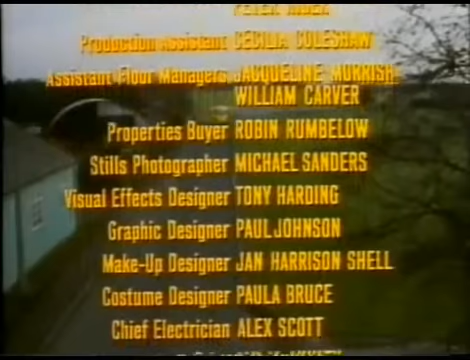 Production Assistant CECILIA COLESHAW
Assistant Floor Managers JACQUELINE MORRISH
WILLIAM CARVER
Properties Buyer ROBIN RUMBELOW
Stills Photographer MICHAEL SANDERS
Visual Effects Designer TONY HARDING
Graphic Designer PAUL JOHNSON
Make-Up Designer JAN HARRISON SHELL
Costume Designer PAULA BRUCE
Chief Electrician ALEX SCOTT